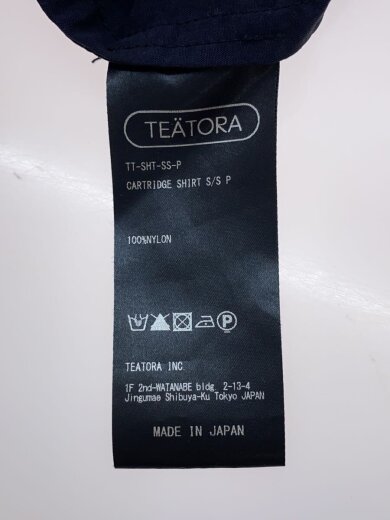 TEÄTORA
TT-SHT-SS-P
CARTRIDGE SHIRT S/S P
100%NYLON
P
TEATORA INC
1F 2nd-WATANABE bldg. 2-13-4
Jingumae Shibuya-Ku Tokyo JAPAN
MADE IN JAPAN